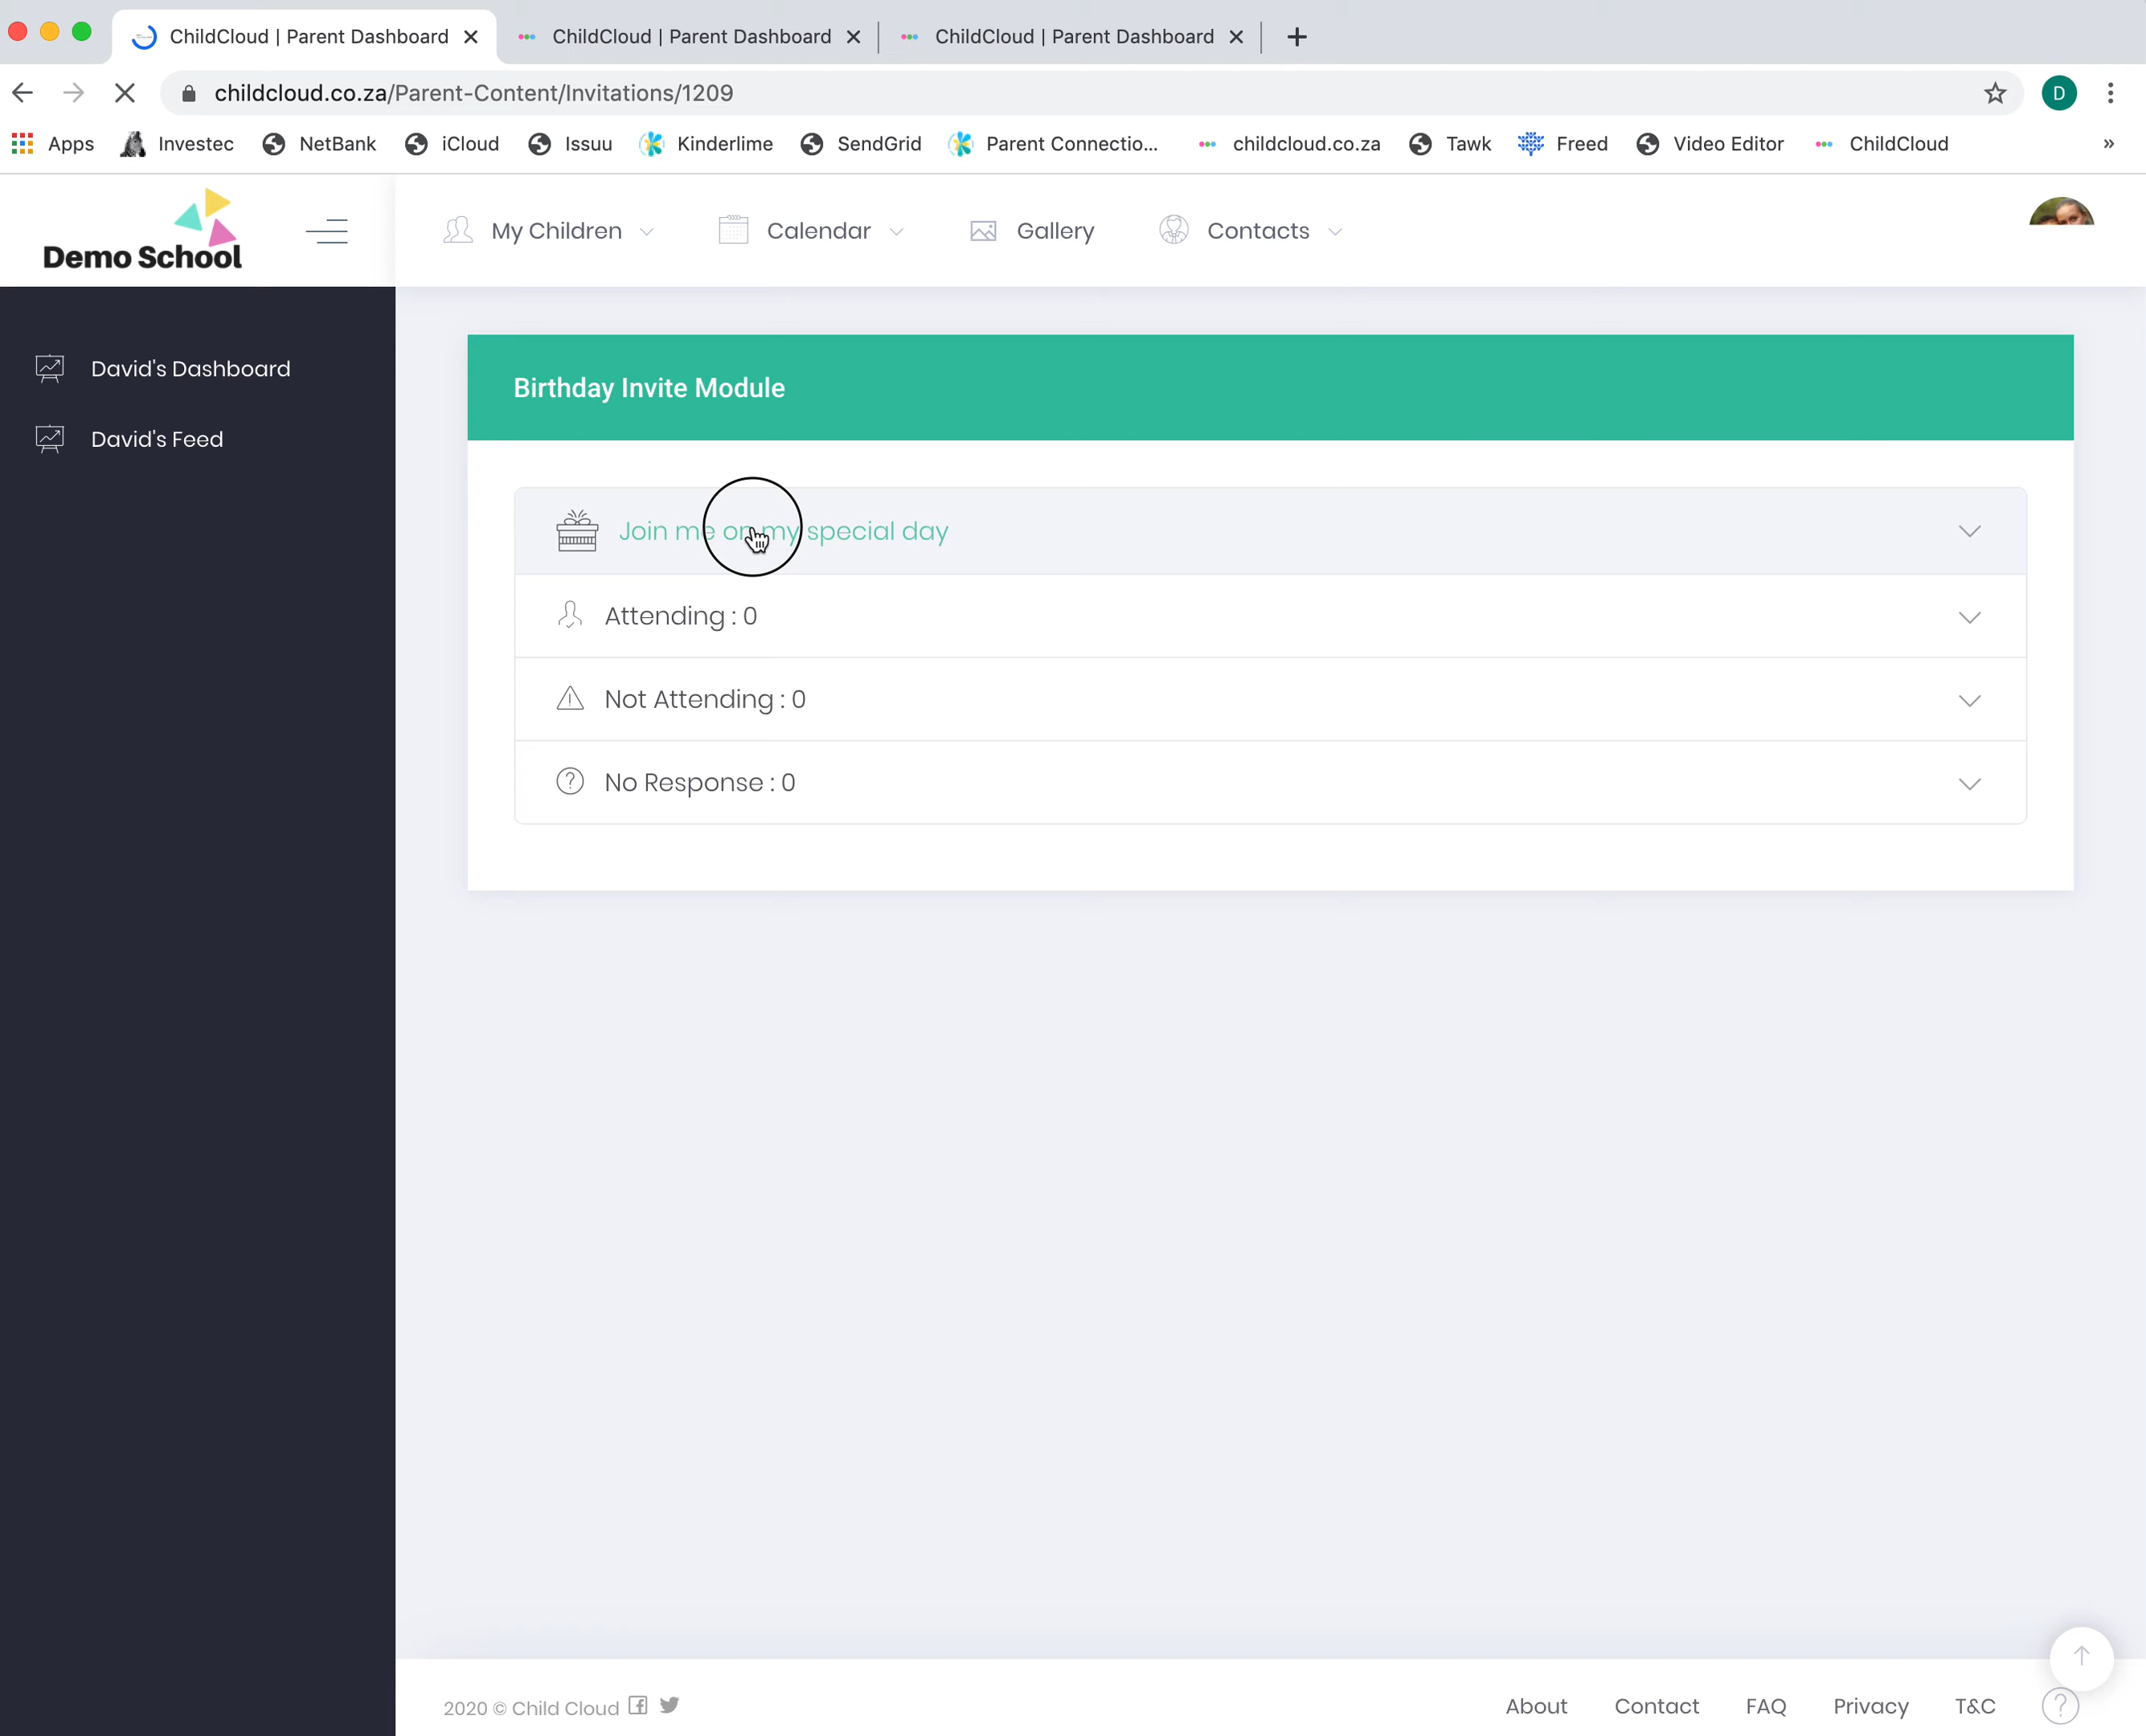 ChildCloud | Parent Dashboard ChildCloud | Parent Dashboard ChildCloud | Parent Dashboard
childcloud.co.za/Parent-Content/Invitations/1209 D
Apps Investec NetBank iCloud Issuu Kinderlime SendGrid Parent Connectio... childcloud.co.za Tawk Freed Video Editor ChildCloud »
Demo School
My Children Calendar Gallery Contacts
David's Dashboard
David's Feed
Birthday Invite Module
Join me on my special day
Attending : 0
Not Attending : 0
No Response : 0
2020 © Child Cloud
About Contact FAQ Privacy T&C ?